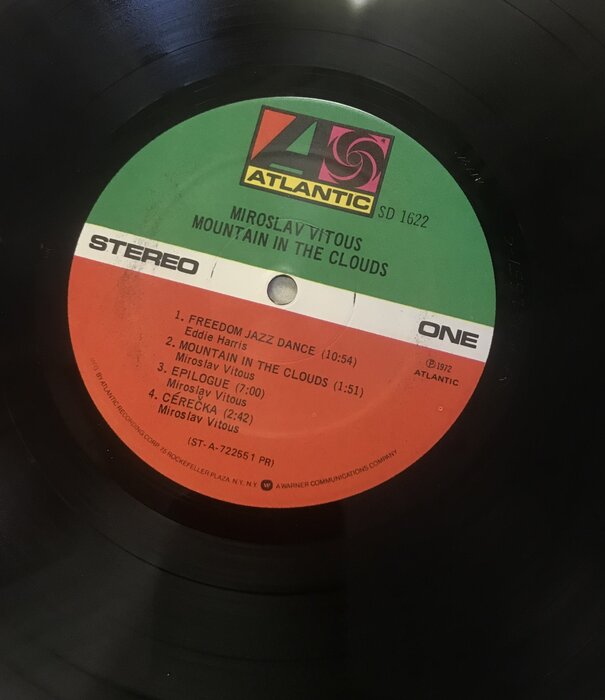 ATLANTIC
SD 1622
MIROSLAV VITOUS
MOUNTAIN IN THE CLOUDS
STEREO
ONE
1. FREEDOM JAZZ DANCE (10:54)
Eddie Harris
2. MOUNTAIN IN THE CLOUDS (1:51)
Miroslav Vitous
3. EPILOGUE (7:00)
Miroslav Vitous
4. CÉREČKA (2:42)
Miroslav Vitous
(ST-A-722551 PR)
Ⓟ1972
ATLANTIC
BY ATLANTIC RECORDING CORP. 75 ROCKEFELLER PLAZA, N.Y., N.Y. A WARNER COMMUNICATIONS COMPANY